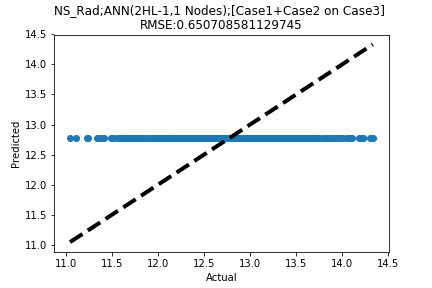 NS_Rad;ANN(2HL-1,1 Nodes);[Case1+Case2 on Case3]
RMSE:0.650708581129745
14.5
14.0
13.5
13.0
12.5
12.0
11.5
11.0
Predicted
11.0 11.5 12.0 12.5 13.0 13.5 14.0 14.5
Actual